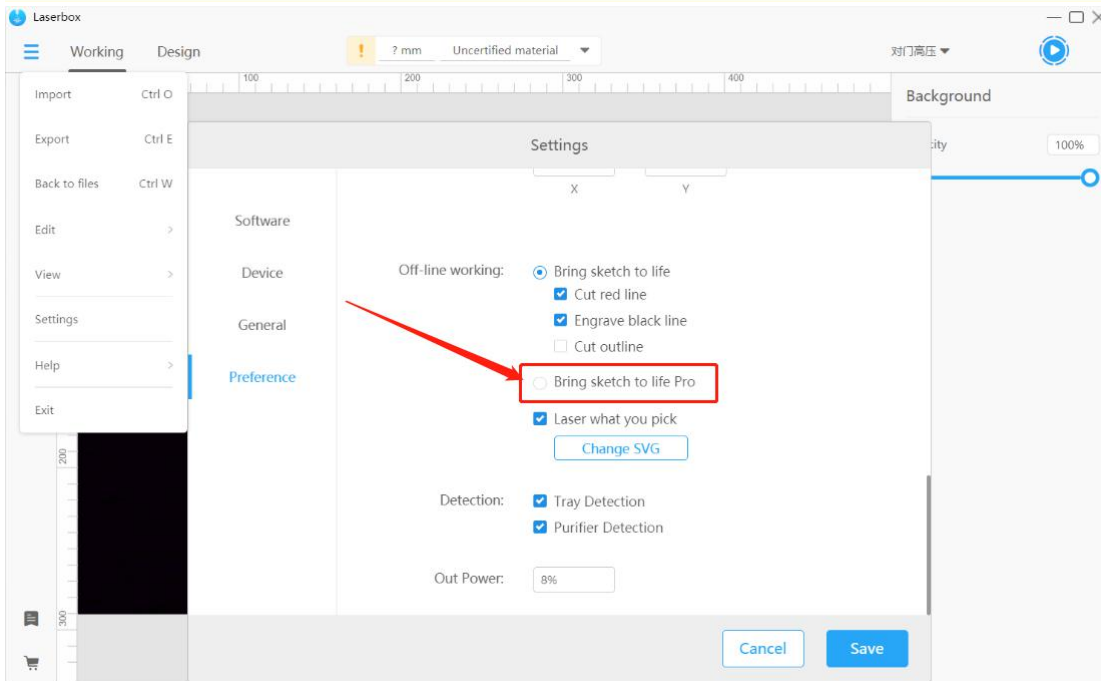 Laserbox
Working Design ! ? mm Uncertified material 对门高压
100 200 300 400
Import Ctrl O
Export Ctrl E
Back to files Ctrl W
Edit
View
Settings
Help
Exit
200
300
Background
city 100%
Settings
Software
Device
General
Preference
X Y
Off-line working: Bring sketch to life
Cut red line
Engrave black line
Cut outline
Bring sketch to life Pro
Laser what you pick
Change SVG
Detection: Tray Detection
Purifier Detection
Out Power: 8%
Cancel Save